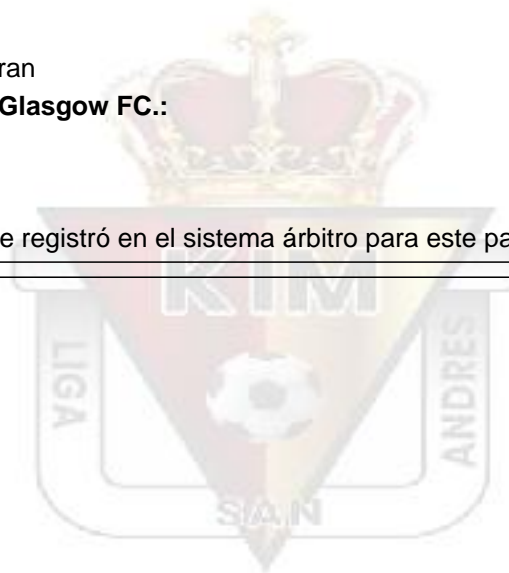 ran
Glasgow FC.:
e registró en el sistema árbitro para este pa
KIM
LIGA
ANDRES
SAN